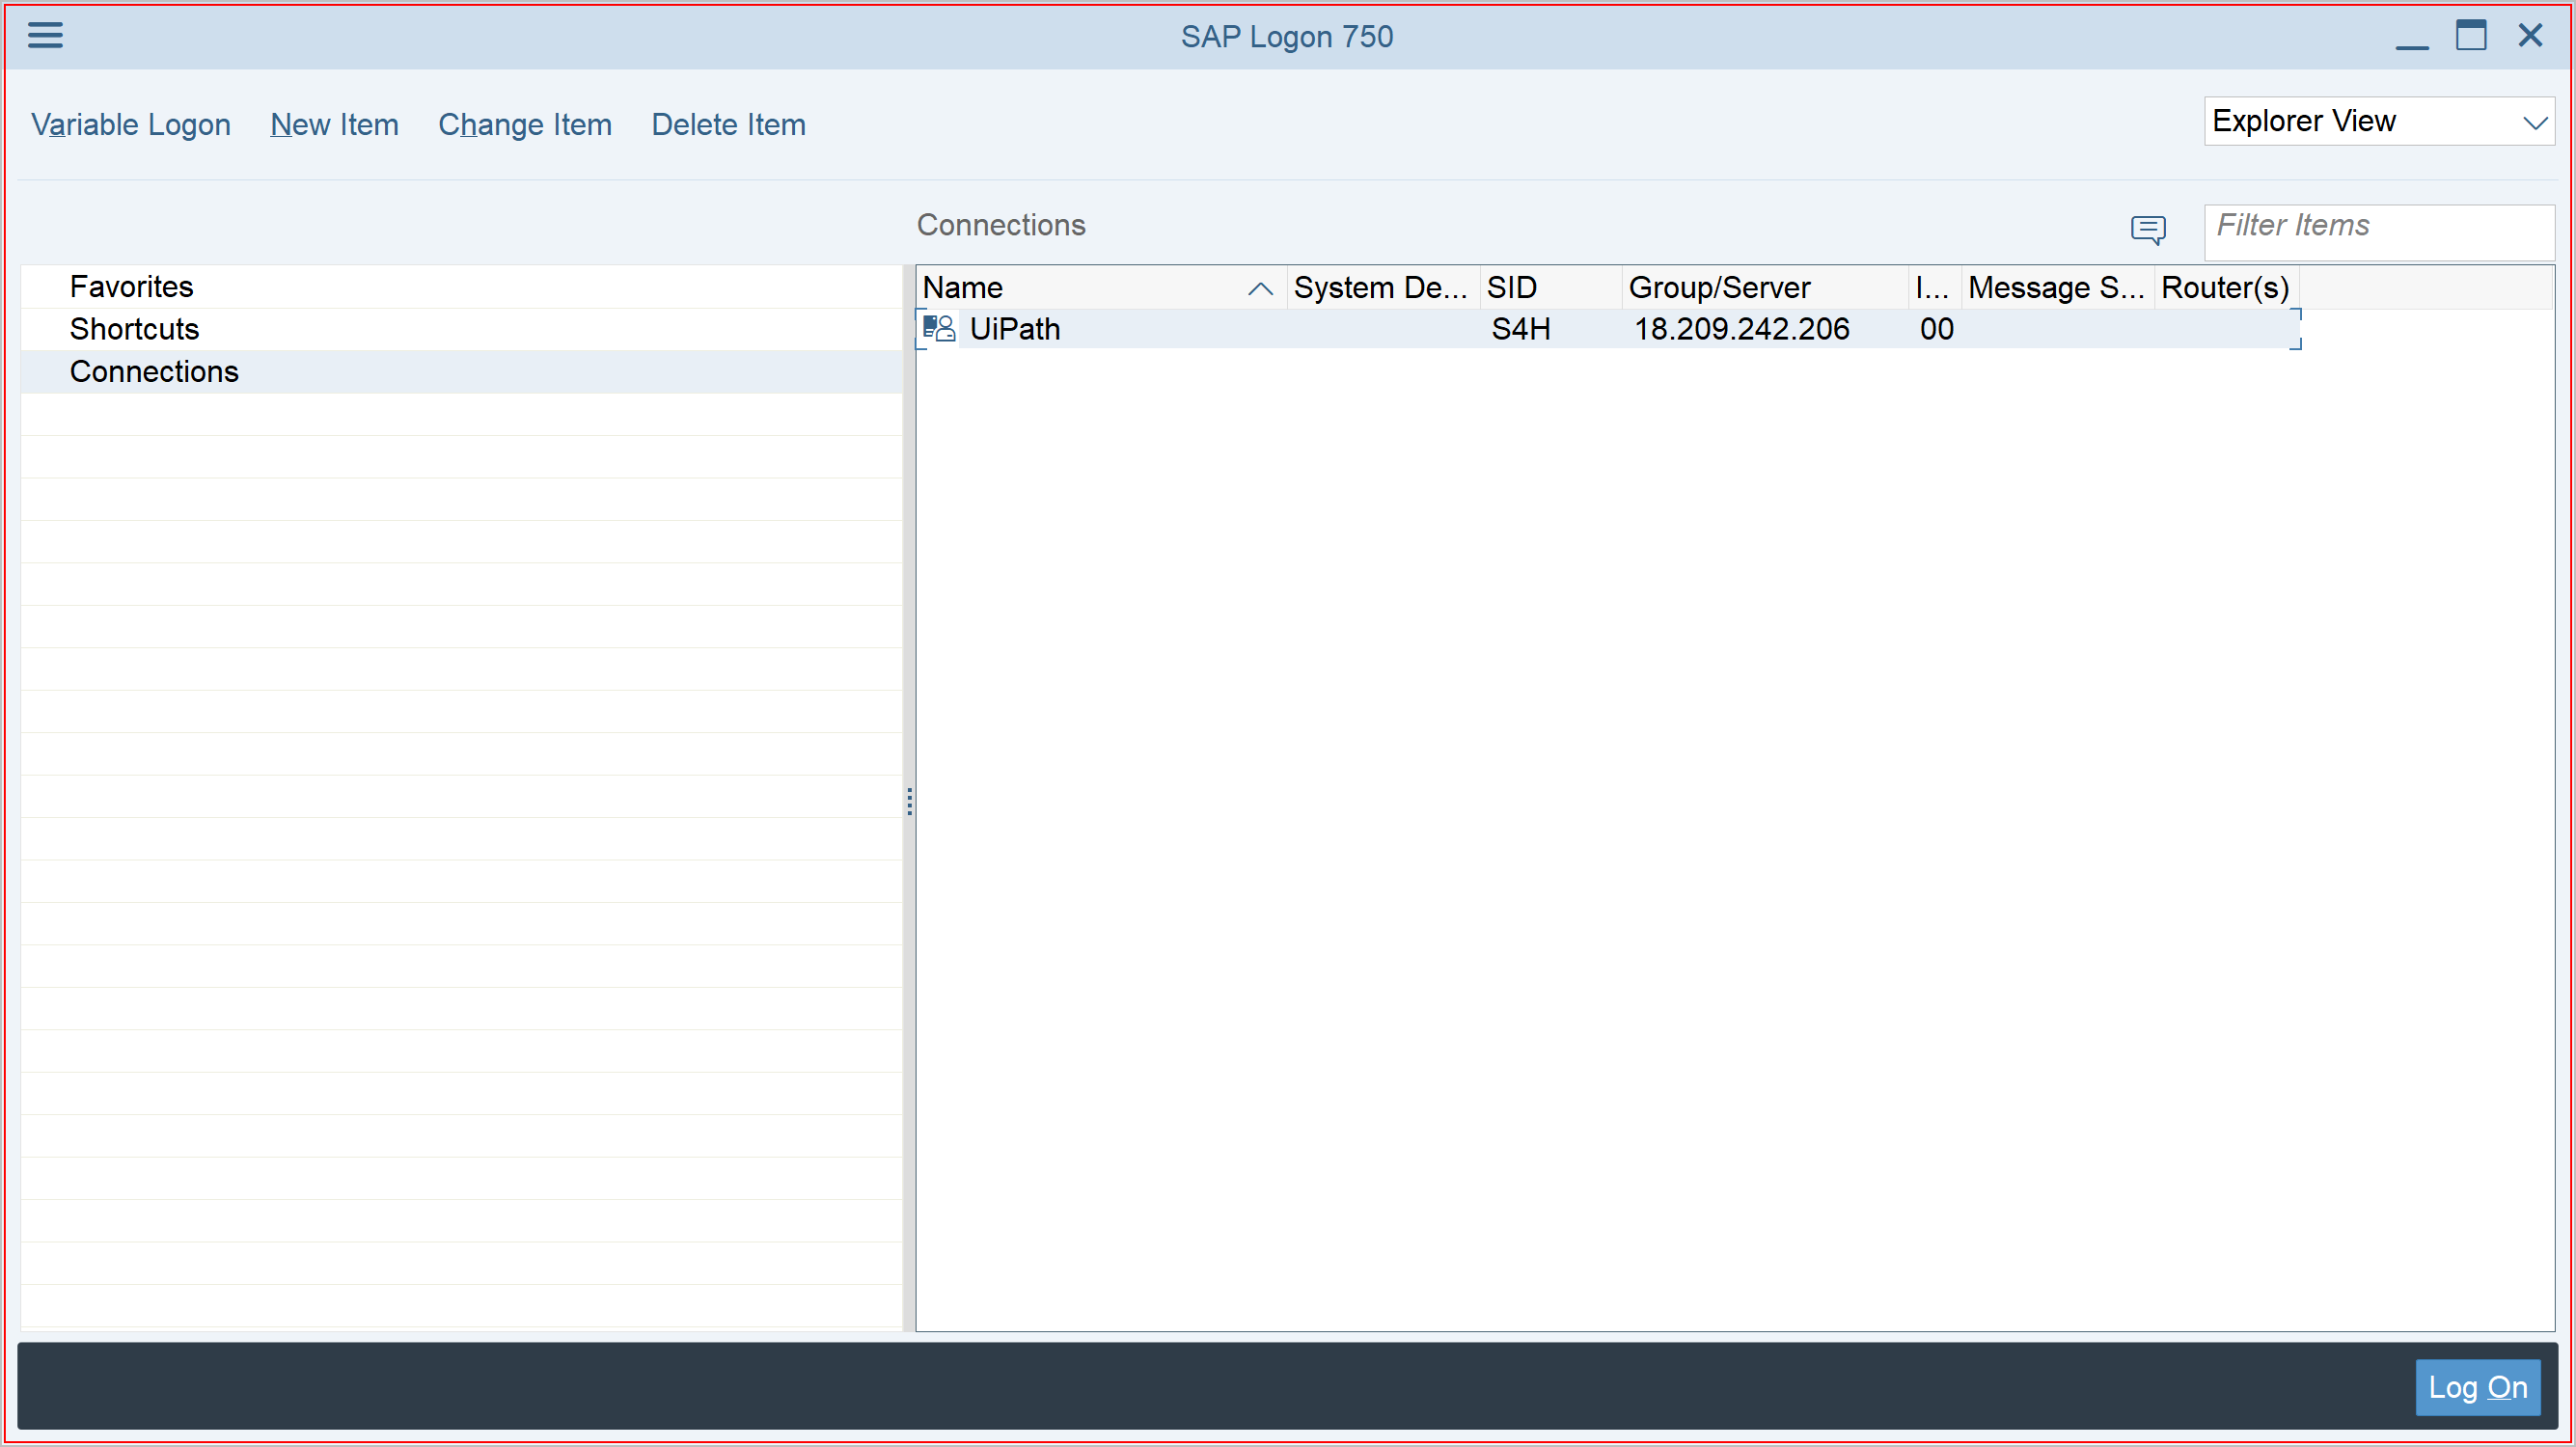 SAP Logon 750
Variable Logon New Item Change Item Delete Item Explorer View
Connections Filter Items
Favorites
Shortcuts
Connections
Name System De... SID Group/Server I... Message S... Router(s)
UiPath S4H 18.209.242.206 00
Log On